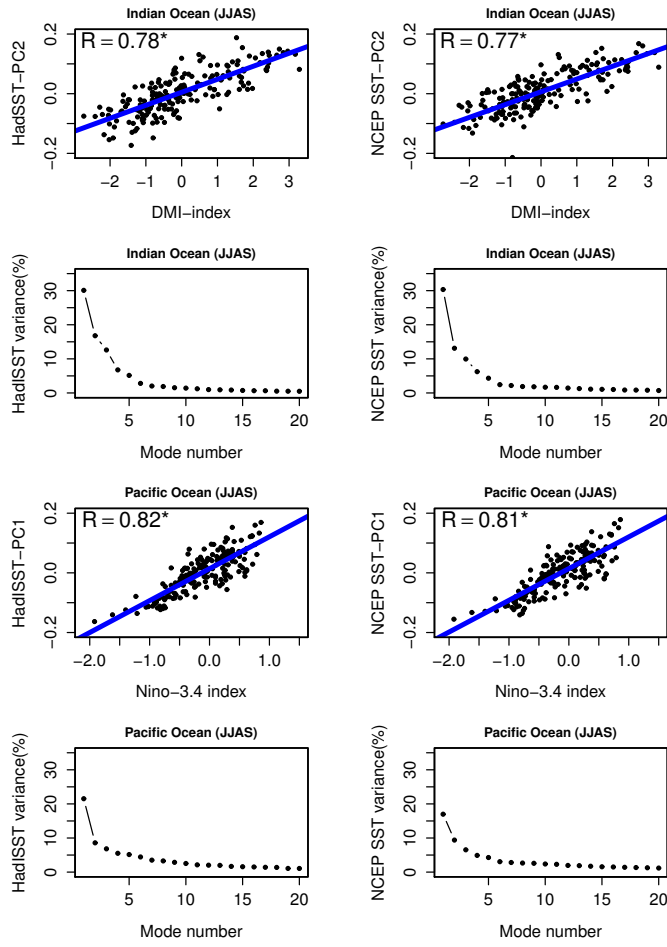 Indian Ocean (JJAS)
HadSST−PC2
R = 0.78*
0.2
0.0
−0.2
−2 −1 0 1 2 3
DMI−index
Indian Ocean (JJAS)
NCEP SST−PC2
R = 0.77*
0.2
0.0
−0.2
−2 −1 0 1 2 3
DMI−index
Indian Ocean (JJAS)
HadISST variance(%)
30
20
10
0
5 10 15 20
Mode number
Indian Ocean (JJAS)
NCEP SST variance(%)
30
20
10
0
5 10 15 20
Mode number
Pacific Ocean (JJAS)
HadISST−PC1
R = 0.82*
0.2
0.0
−0.2
−2.0 −1.0 0.0 1.0
Nino−3.4 index
Pacific Ocean (JJAS)
NCEP SST−PC1
R = 0.81*
0.2
0.0
−0.2
−2.0 −1.0 0.0 1.0
Nino−3.4 index
Pacific Ocean (JJAS)
HadISST variance(%)
30
20
10
0
5 10 15 20
Mode number
Pacific Ocean (JJAS)
NCEP SST variance(%)
30
20
10
0
5 10 15 20
Mode number